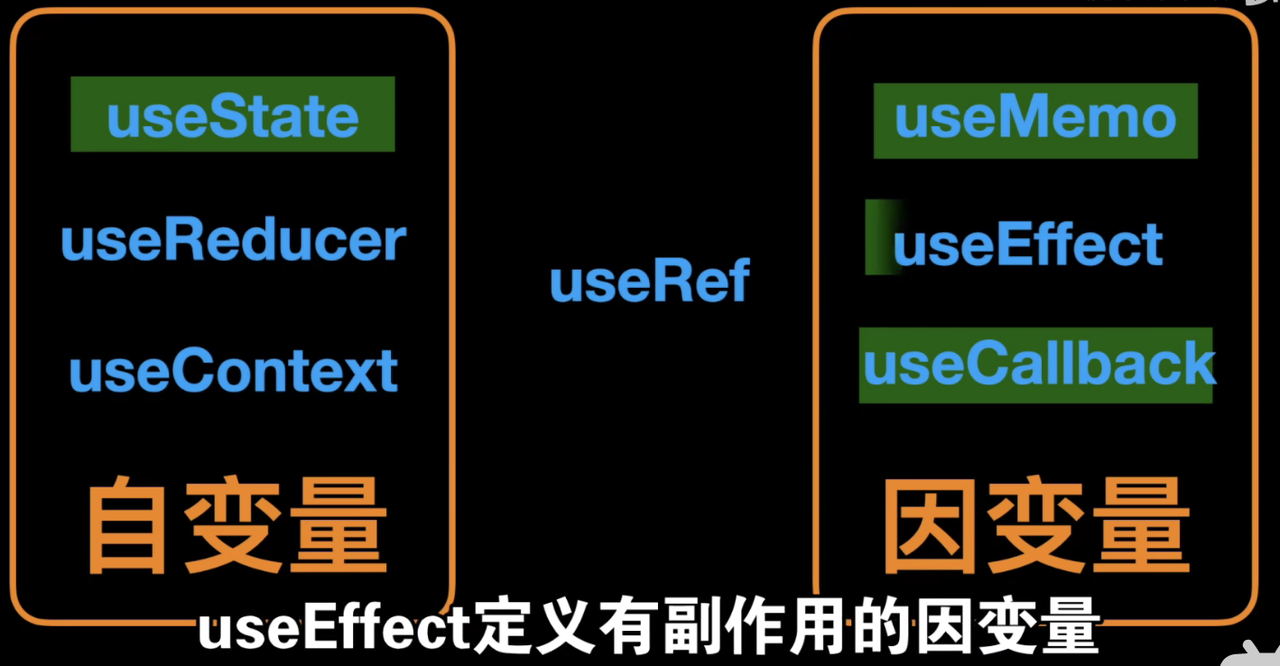 useState
useReducer
useContext
自变量
useRef
useMemo
useEffect
useCallback
因变量
useEffect定义有副作用的因变量